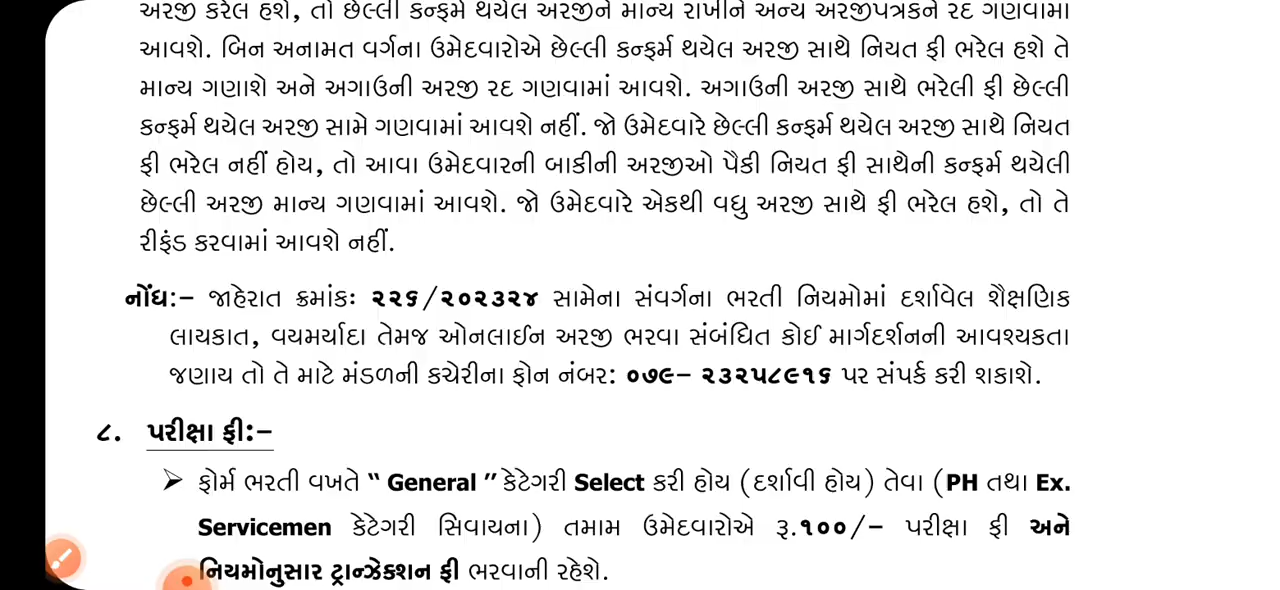 અરજી કરેલ હશે, તો છેલ્લી કન્ફર્મ થયેલ અરજીને માન્ય રાખીને અન્ય અરજીપત્રકને રદ ગણવામાં
આવશે. બિન અનામત વર્ગના ઉમેદવારોએ છેલ્લી કન્ફર્મ થયેલ અરજી સાથે નિયત ફી ભરેલ હશે તે
માન્ય ગણાશે અને અગાઉની અરજી રદ ગણવામાં આવશે. અગાઉની અરજી સાથે ભરેલી ફી છેલ્લી
કન્ફર્મ થયેલ અરજી સામે ગણવામાં આવશે નહીં. જો ઉમેદવારે છેલ્લી કન્ફર્મ થયેલ અરજી સાથે નિયત
ફી ભરેલ નહીં હોય, તો આવા ઉમેદવારની બાકીની અરજીઓ પૈકી નિયત ફી સાથેની કન્ફર્મ થયેલી
છેલ્લી અરજી માન્ય ગણવામાં આવશે. જો ઉમેદવારે એકથી વધુ અરજી સાથે ફી ભરેલ હશે, તો તે
રીફંડ કરવામાં આવશે નહીં.
નોંધ:- જાહેરાત ક્રમાંકઃ ૨૨૬/૨૦૨૩૨૪ સામેના સંવર્ગના ભરતી નિયમોમાં દર્શાવેલ શૈક્ષણિક
લાયકાત, વયમર્યાદા તેમજ ઓનલાઈન અરજી ભરવા સંબંધિત કોઈ માર્ગદર્શનની આવશ્યકતા
જણાય તો તે માટે મંડળની કચેરીના ફોન નંબર: ૦૭૯- ૨૩૨૫૮૯૧૬ પર સંપર્ક કરી શકાશે.
૮. પરીક્ષા ફી:-
➢ ફોર્મ ભરતી વખતે “ General ” કેટેગરી Select કરી હોય (દર્શાવી હોય) તેવા (PH તથા Ex.
Servicemen કેટેગરી સિવાયના) તમામ ઉમેદવારોએ રૂ.૧૦૦/- પરીક્ષા ફી અને
નિયમોનુસાર ટ્રાન્ઝેક્શન ફી ભરવાની રહેશે.